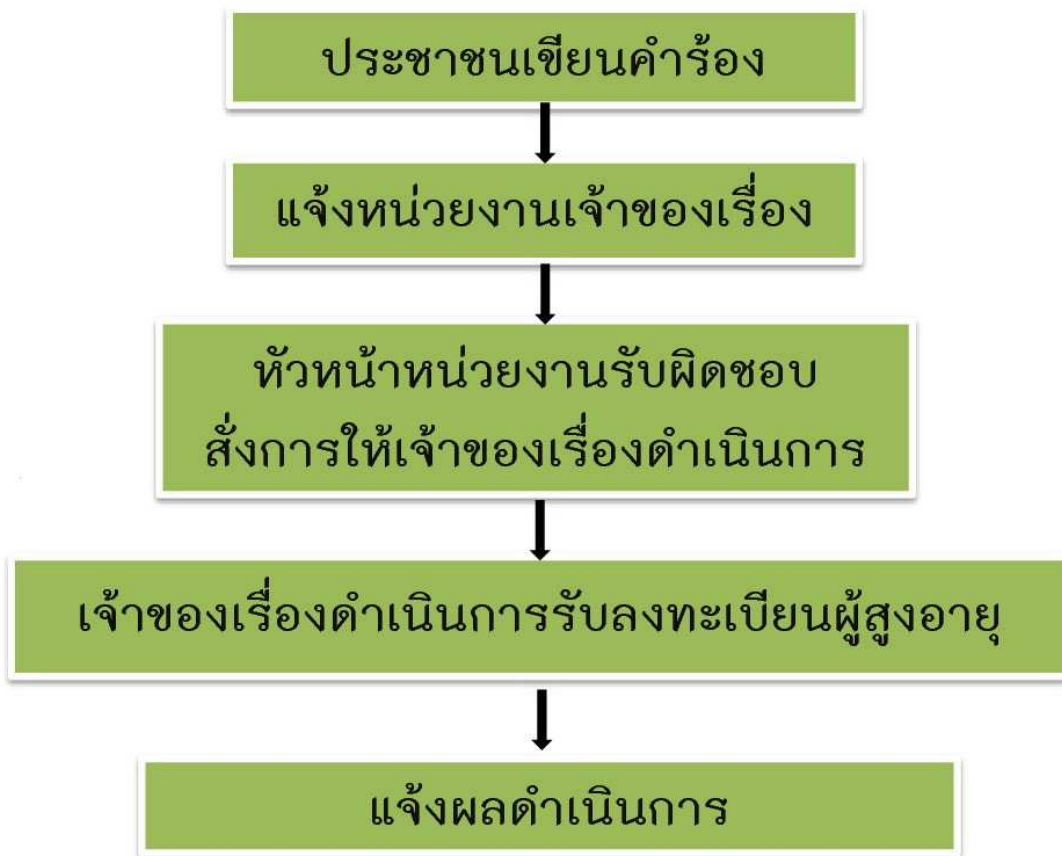 ประชาชนเขียนคำร้อง
แจ้งหน่วยงานเจ้าของเรื่อง
หัวหน้าหน่วยงานรับผิดชอบ
สั่งการให้เจ้าของเรื่องดำเนินการ
เจ้าของเรื่องดำเนินการรับลงทะเบียนผู้สูงอายุ
แจ้งผลดำเนินการ